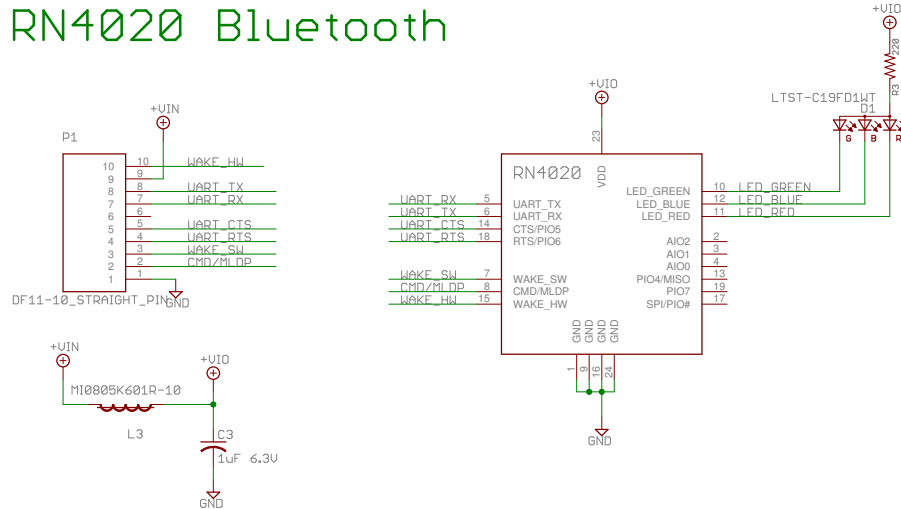 RN4020 Bluetooth
+VIO
220
R3
LTST-C19FD1WT
D1
G
B
R
+VIN
P1
10 10 WAKE_HW
9 9
8 8 UART_TX
7 7 UART_RX
6 6
5 5 UART_CTS
4 4 UART_RTS
3 3 WAKE_SW
2 2 CMD/MLDP
1 1
DF11-10_STRAIGHT_PIN
GND
+VIO
23
VDD
RN4020
UART_RX 5 UART_TX
UART_TX 6 UART_RX
UART_CTS 14 CTS/PIO5
UART_RTS 18 RTS/PIO6
WAKE_SW 7 WAKE_SW
CMD/MLDP 8 CMD/MLDP
WAKE_HW 15 WAKE_HW
LED_GREEN 10 LED_GREEN
LED_BLUE 12 LED_BLUE
LED_RED 11 LED_RED
AIO2 2
AIO1 3
AIO0 4
PIO4/MISO 13
PIO7 19
SPI/PIO# 17
GND GND GND GND
1 9 16 24
GND
+VIN
+VIO
MI0805K601R-10
L3
C3
1uF 6.3V
GND